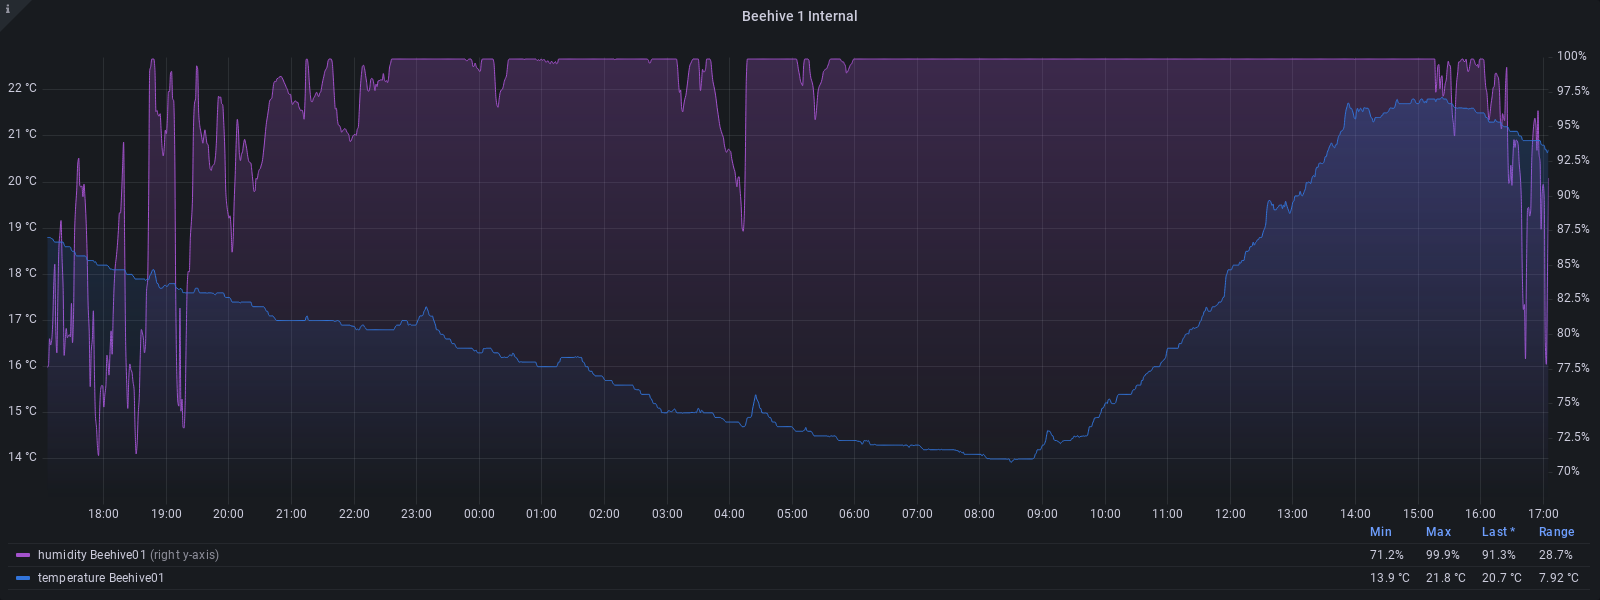 i
Beehive 1 Internal
100%
22 °C
97.5%
21 °C
95%
92.5%
20 °C
90%
19 °C
87.5%
18 °C
85%
82.5%
17 °C
80%
16 °C
77.5%
15 °C
75%
72.5%
14 °C
70%
18:00 19:00 20:00 21:00 22:00 23:00 00:00 01:00 02:00 03:00 04:00 05:00 06:00 07:00 08:00 09:00 10:00 11:00 12:00 13:00 14:00 15:00 16:00 17:00
Min Max Last * Range
humidity Beehive01 (right y-axis) 71.2% 99.9% 91.3% 28.7%
temperature Beehive01 13.9 °C 21.8 °C 20.7 °C 7.92 °C